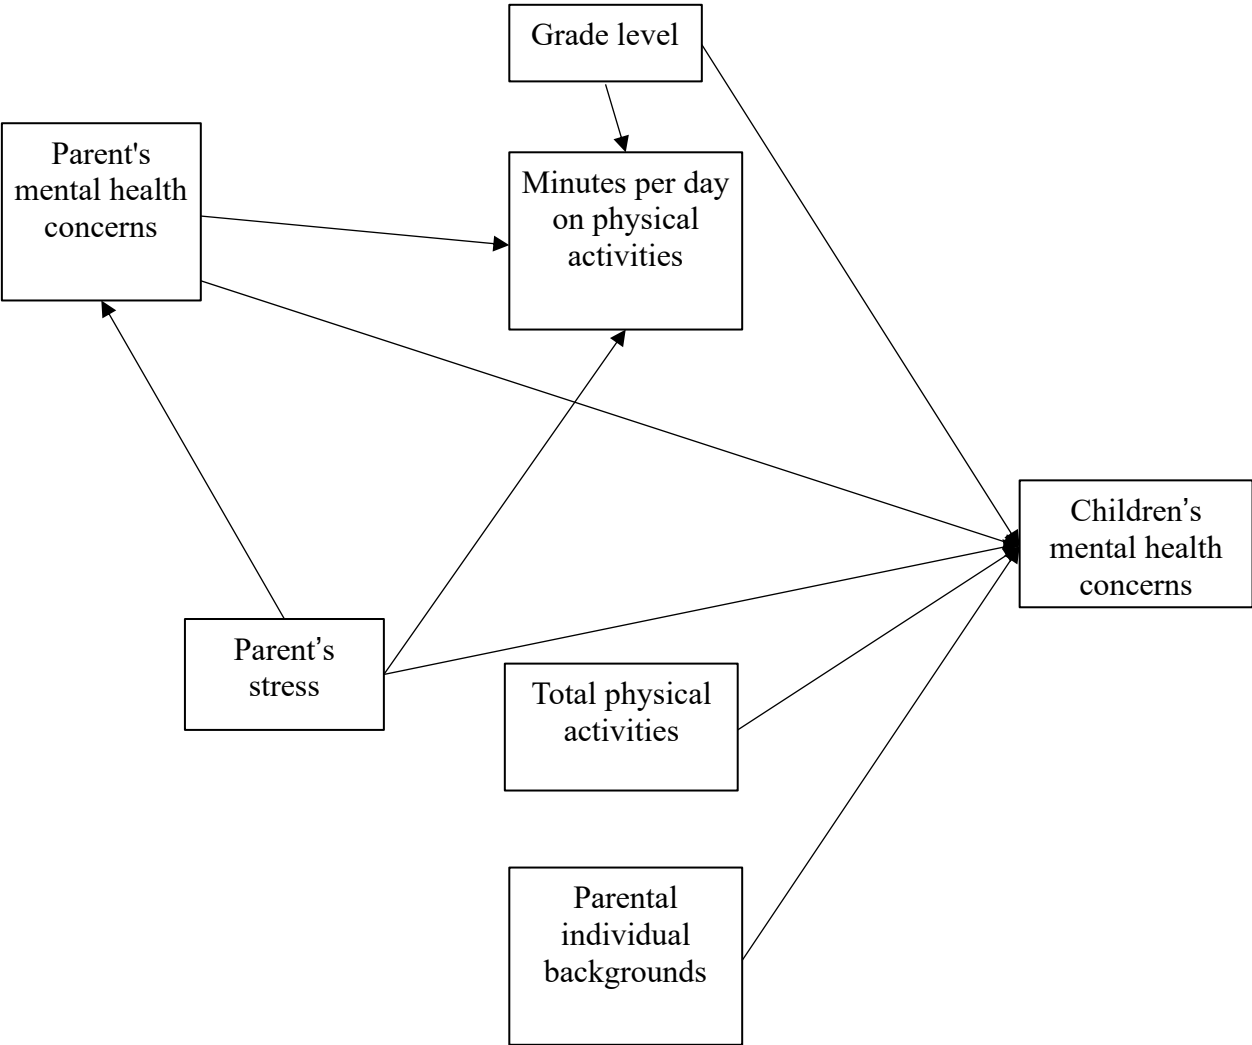 Grade level
Parent's
mental health
concerns
Minutes per day
on physical
activities
Children’s
mental health
concerns
Parent’s
stress
Total physical
activities
Parental
individual
backgrounds